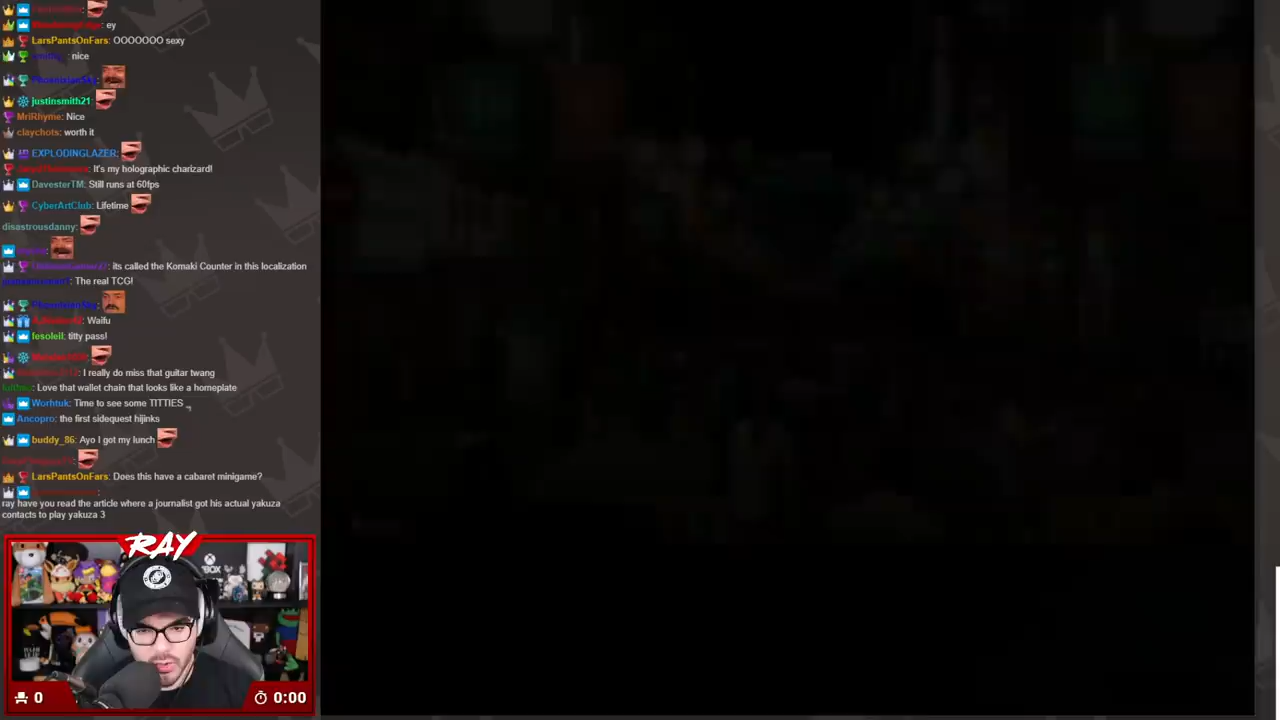 ey
LarsPantsOnFars: OOOOOOO sexy
nice
PhoenixianSky:
justinsmith21:
MrIRhyme: Nice
claychots: worth it
EXPLODINGLAZER:
It's my holographic charizard!
DavesterTM: Still runs at 60fps
CyberArtClub: Lifetime
disastrousdanny:
its called the Komaki Counter in this localization
The real TCG!
PhoenixianSky:
Waifu
fesoleil: titty pass!
I really do miss that guitar twang
Love that wallet chain that looks like a homeplate
Worhtuk: Time to see some TITTIES
Ancopro: the first sidequest hijinks
buddy_86: Ayo I got my lunch
LarsPantsOnFars: Does this have a cabaret minigame?
ray have you read the article where a journalist got his actual yakuza
contacts to play yakuza 3
RAY
XBOX
0
0:00